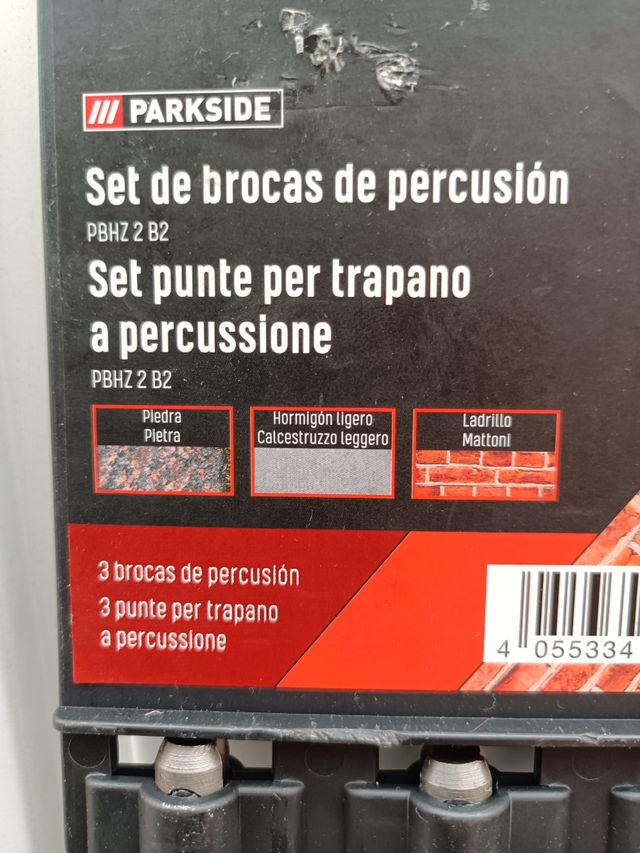 /// PARKSIDE
Set de brocas de percusión
PBHZ 2 B2
Set punte per trapano
a percussione
PBHZ 2 B2
Piedra
Pietra
Hormigón ligero
Calcestruzzo leggero
Ladrillo
Mattoni
3 brocas de percusión
3 punte per trapano
a percussione
4 055334